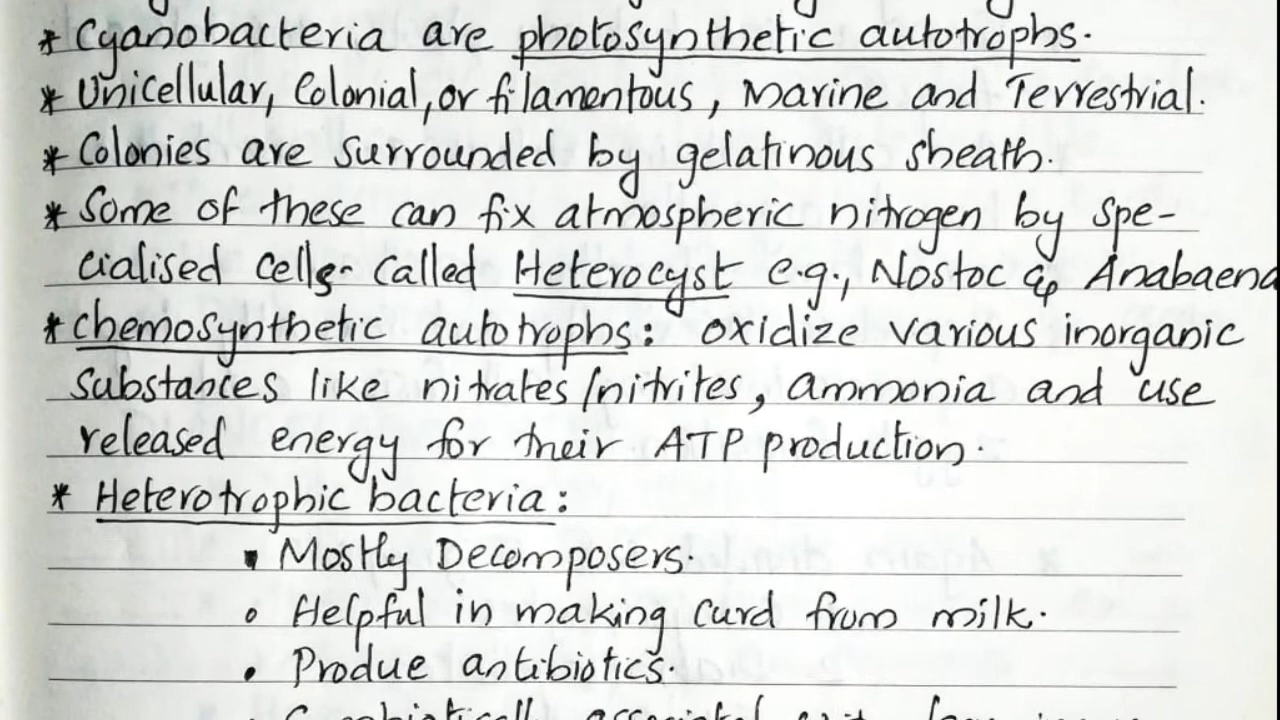 * Cyanobacteria are photosynthetic autotrophs.
* Unicellular, Colonial, or filamentous, Marine and Terrestrial.
* Colonies are surrounded by gelatinous sheath.
* Some of these can fix atmospheric nitrogen by spe-
cialised cells called Heterocyst e.g., Nostoc & Anabaena
* chemosynthetic autotrophs: oxidize various inorganic
substances like nitrates/nitrites, ammonia and use
released energy for their ATP production.
* Heterotrophic bacteria:
▪ Mostly Decomposers.
∘ Helpful in making curd from milk.
• Produe antibiotics.